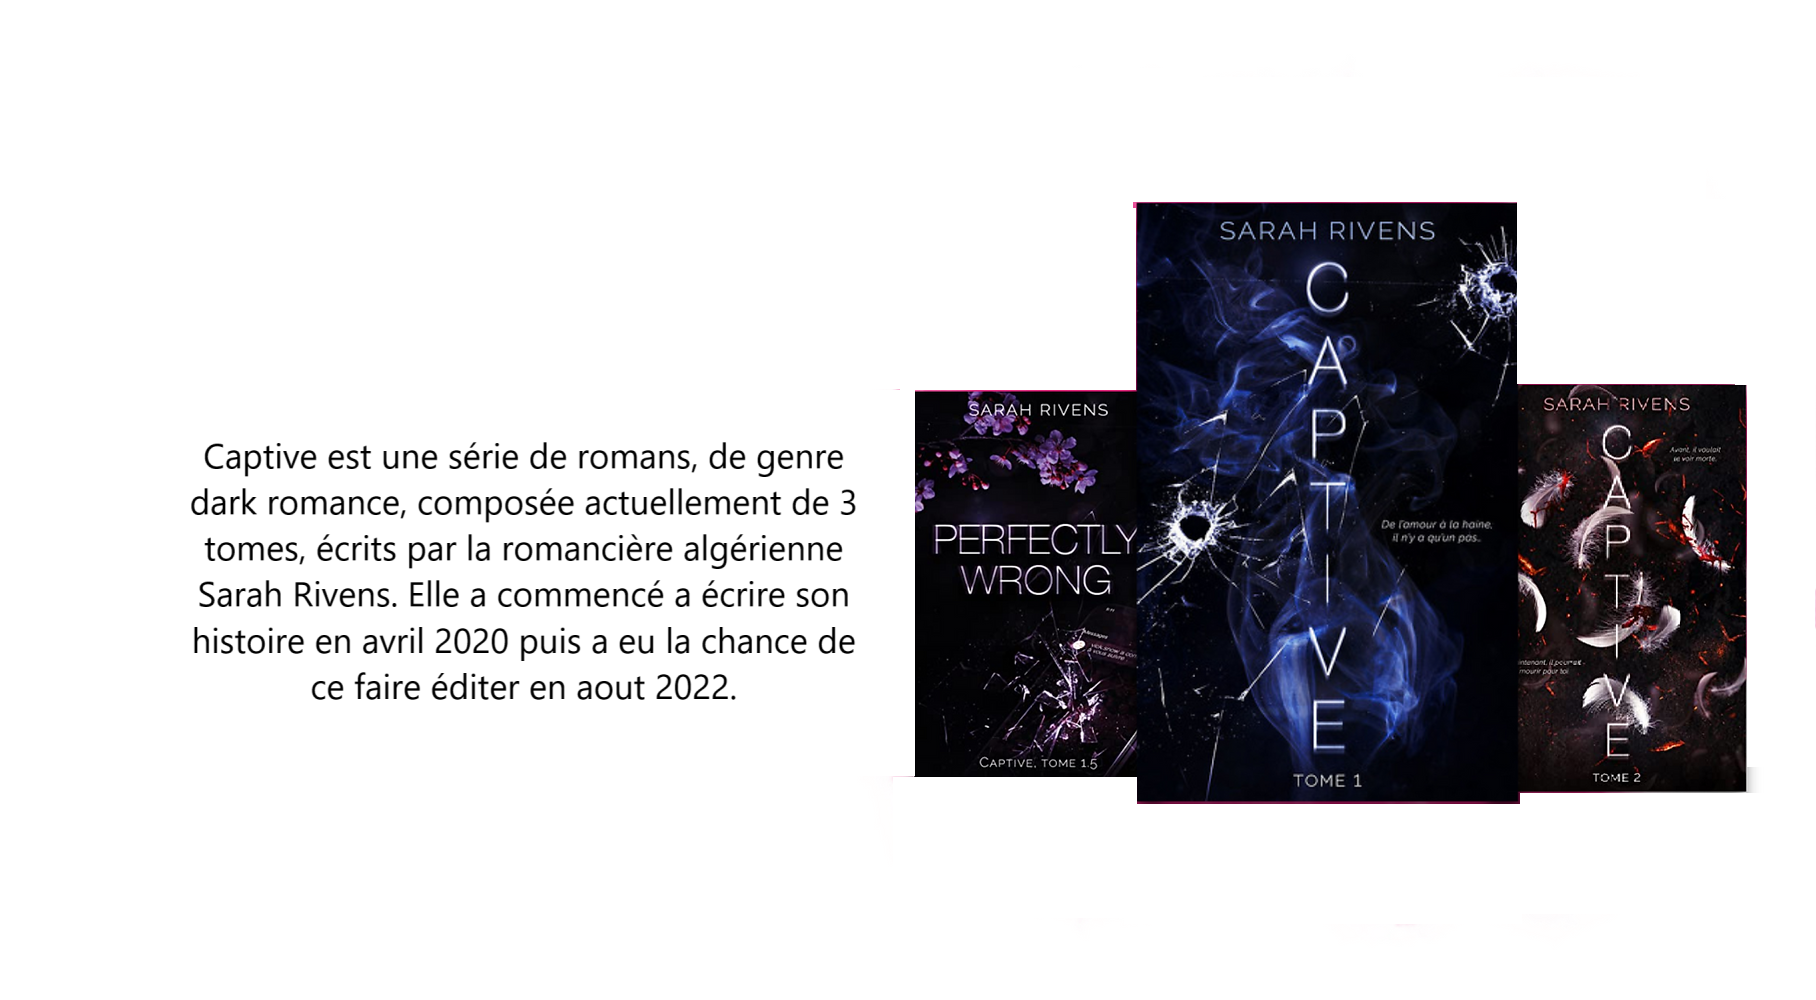 Captive est une série de romans, de genre
dark romance, composée actuellement de 3
tomes, écrits par la romancière algérienne
Sarah Rivens. Elle a commencé a écrire son
histoire en avril 2020 puis a eu la chance de
ce faire éditer en aout 2022.
SARAH RIVENS
PERFECTLY
WRONG
Messages
CAPTIVE, TOME 1.5
SARAH RIVENS
CAPTIVE
De l'amour à la haine,
il n'y a qu'un pas..
TOME 1
SARAH RIVENS
CAPTIVE
Avant, il voulait
se voir morte.
intenant, il pourrait
mourir pour toi
TOME 2